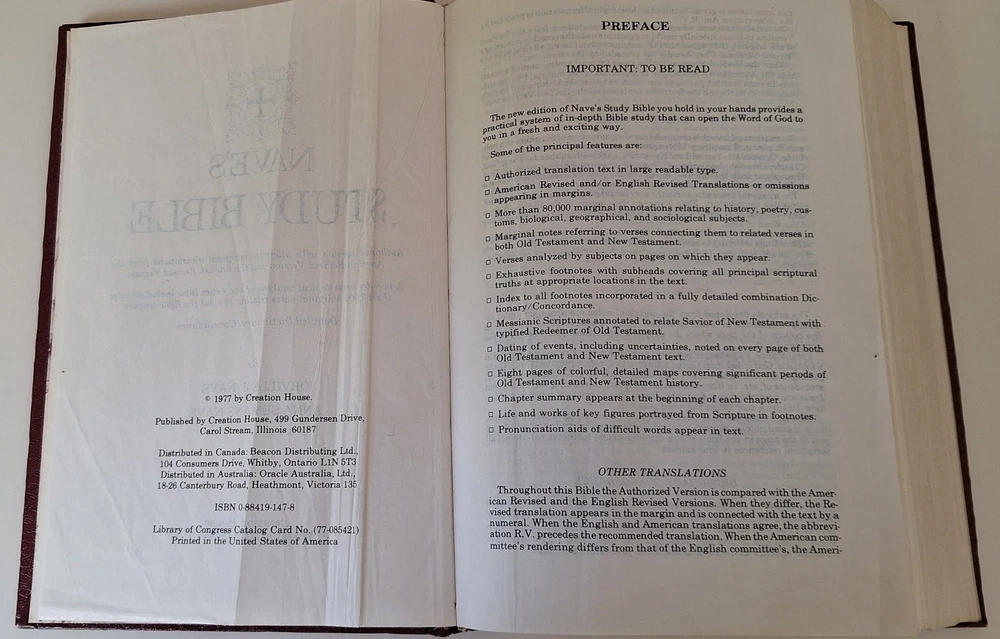 © 1977 by Creation House.
Published by Creation House, 499 Gundersen Drive,
Carol Stream, Illinois 60187
Distributed in Canada: Beacon Distributing Ltd.,
104 Consumers Drive, Whitby, Ontario L1N 5T3
Distributed in Australia: Oracle Australia, Ltd.,
18-26 Canterbury Road, Heathmont, Victoria 135
ISBN 0-88419-147-8
Library of Congress Catalog Card No. (77-085421)
Printed in the United States of America
PREFACE
IMPORTANT: TO BE READ
The new edition of Nave's Study Bible you hold in your hands provides a
practical system of in-depth Bible study that can open the Word of God to
you in a fresh and exciting way.
Some of the principal features are:
□ Authorized translation text in large readable type.
□ American Revised and/or English Revised Translations or omissions
appearing in margins.
□ More than 80,000 marginal annotations relating to history, poetry, cus-
toms, biological, geographical, and sociological subjects.
□ Marginal notes referring to verses connecting them to related verses in
both Old Testament and New Testament.
□ Verses analyzed by subjects on pages on which they appear.
□ Exhaustive footnotes with subheads covering all principal scriptural
truths at appropriate locations in the text.
□ Index to all footnotes incorporated in a fully detailed combination Dic-
tionary/Concordance.
□ Messianic Scriptures annotated to relate Savior of New Testament with
typified Redeemer of Old Testament.
□ Dating of events, including uncertainties, noted on every page of both
Old Testament and New Testament text.
□ Eight pages of colorful, detailed maps covering significant periods of
Old Testament and New Testament history.
□ Chapter summary appears at the beginning of each chapter.
□ Life and works of key figures portrayed from Scripture in footnotes.
□ Pronunciation aids of difficult words appear in text.
OTHER TRANSLATIONS
Throughout this Bible the Authorized Version is compared with the Amer-
ican Revised and the English Revised Versions. When they differ, the Re-
vised translation appears in the margin and is connected with the text by a
numeral. When the English and American translations agree, the abbrevi-
ation R.V. precedes the recommended translation. When the American com-
mittee's rendering differs from that of the English committee's, the Ameri-